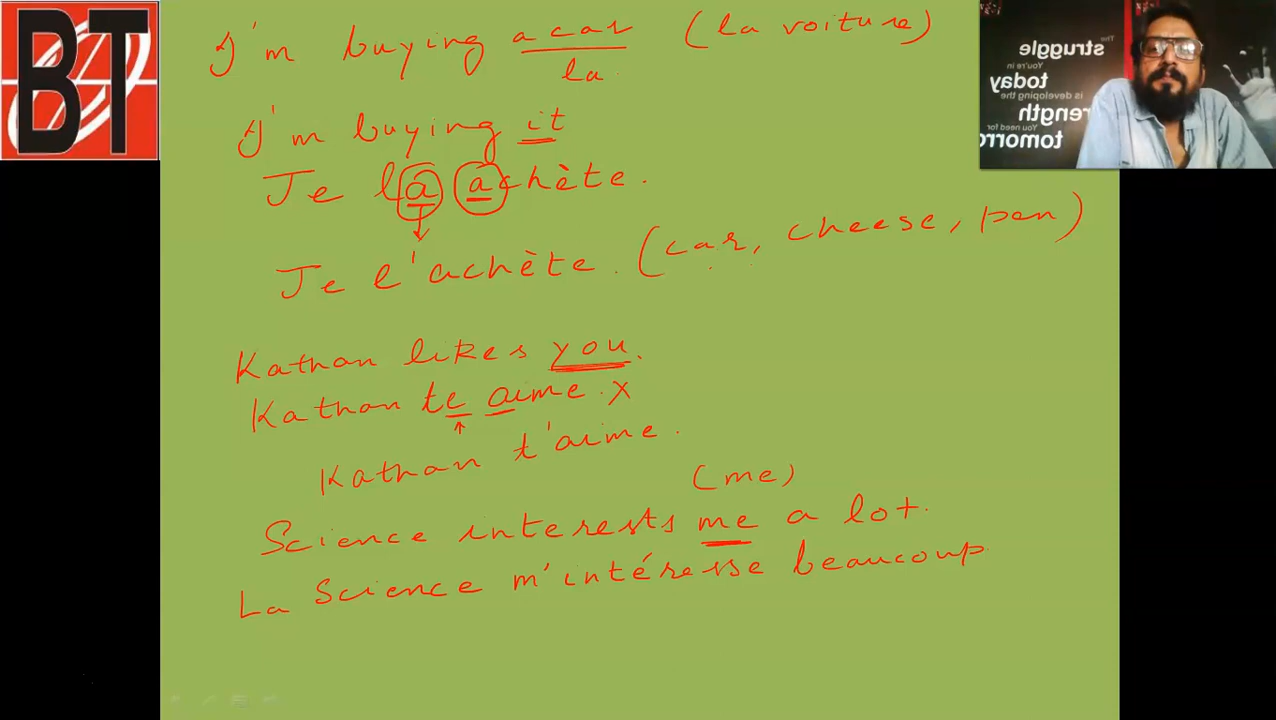 BT
I'm buying a car (la voiture)
la
I'm buying it
Je la achète.
Je l'achète. (car, cheese, pen)
Kathan likes you.
Kathan te aime. x
Kathan t'aime.
(me)
Science interests me a lot.
La Science m'intéresse beaucoup.
The
struggle
You're in
today
is developing the
rength
You need for
tomorro